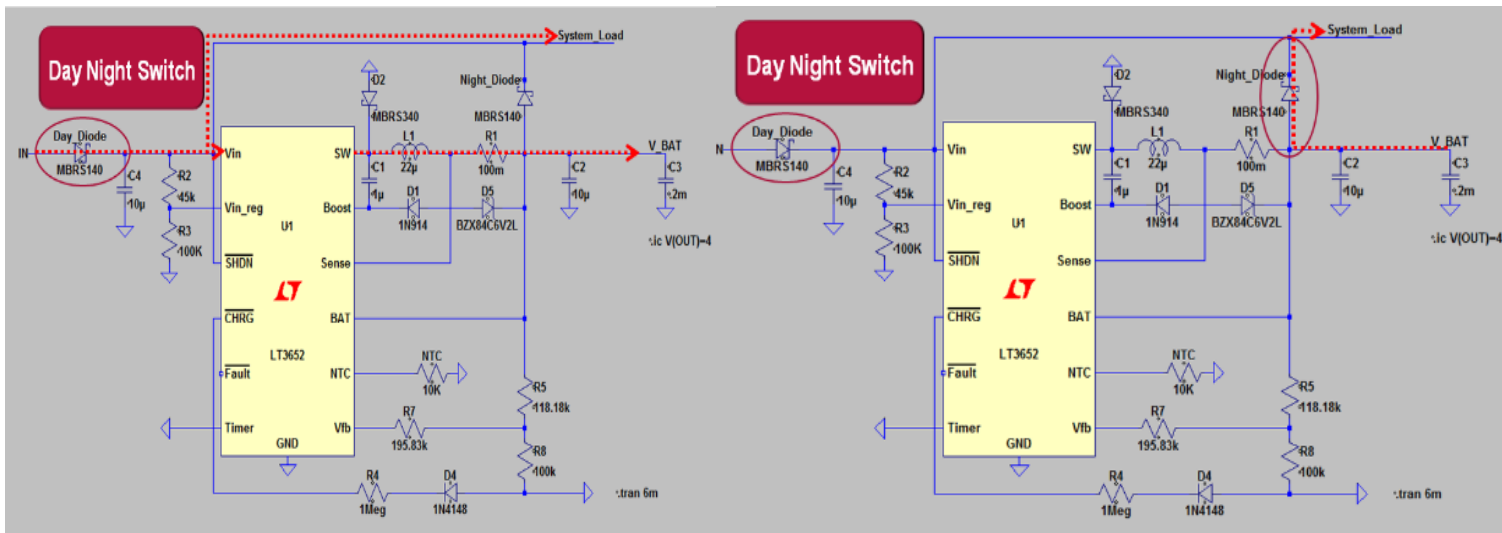 Day Night Switch
System_Load
D2
MBRS340
Night_Diode
MBRS140
IN
Day_Diode
MBRS140
C4
10µ
R2
45k
R3
100K
Vin
Vin_reg
SHDN
CHRG
Fault
Timer
U1
LT3652
GND
SW
Boost
Sense
BAT
NTC
Vfb
L1
22µ
R1
100m
C1
1µ
D1
1N914
D5
BZX84C6V2L
V_BAT
C2
10µ
C3
.2m
.ic V(OUT)=4
NTC
10K
R5
118.18k
R7
195.83k
R8
100k
R4
1Meg
D4
1N4148
.tran 6m
Day Night Switch
System_Load
D2
MBRS340
Night_Diode
MBRS140
N
Day_Diode
MBRS140
C4
10µ
R2
45k
R3
100K
Vin
Vin_reg
SHDN
CHRG
Fault
Timer
U1
LT3652
GND
SW
Boost
Sense
BAT
NTC
Vfb
L1
22µ
R1
100m
C1
1µ
D1
1N914
D5
BZX84C6V2L
V_BAT
C2
10µ
C3
.2m
.ic V(OUT)=4
NTC
10K
R5
118.18k
R7
195.83k
R8
100k
R4
1Meg
D4
1N4148
.tran 6m